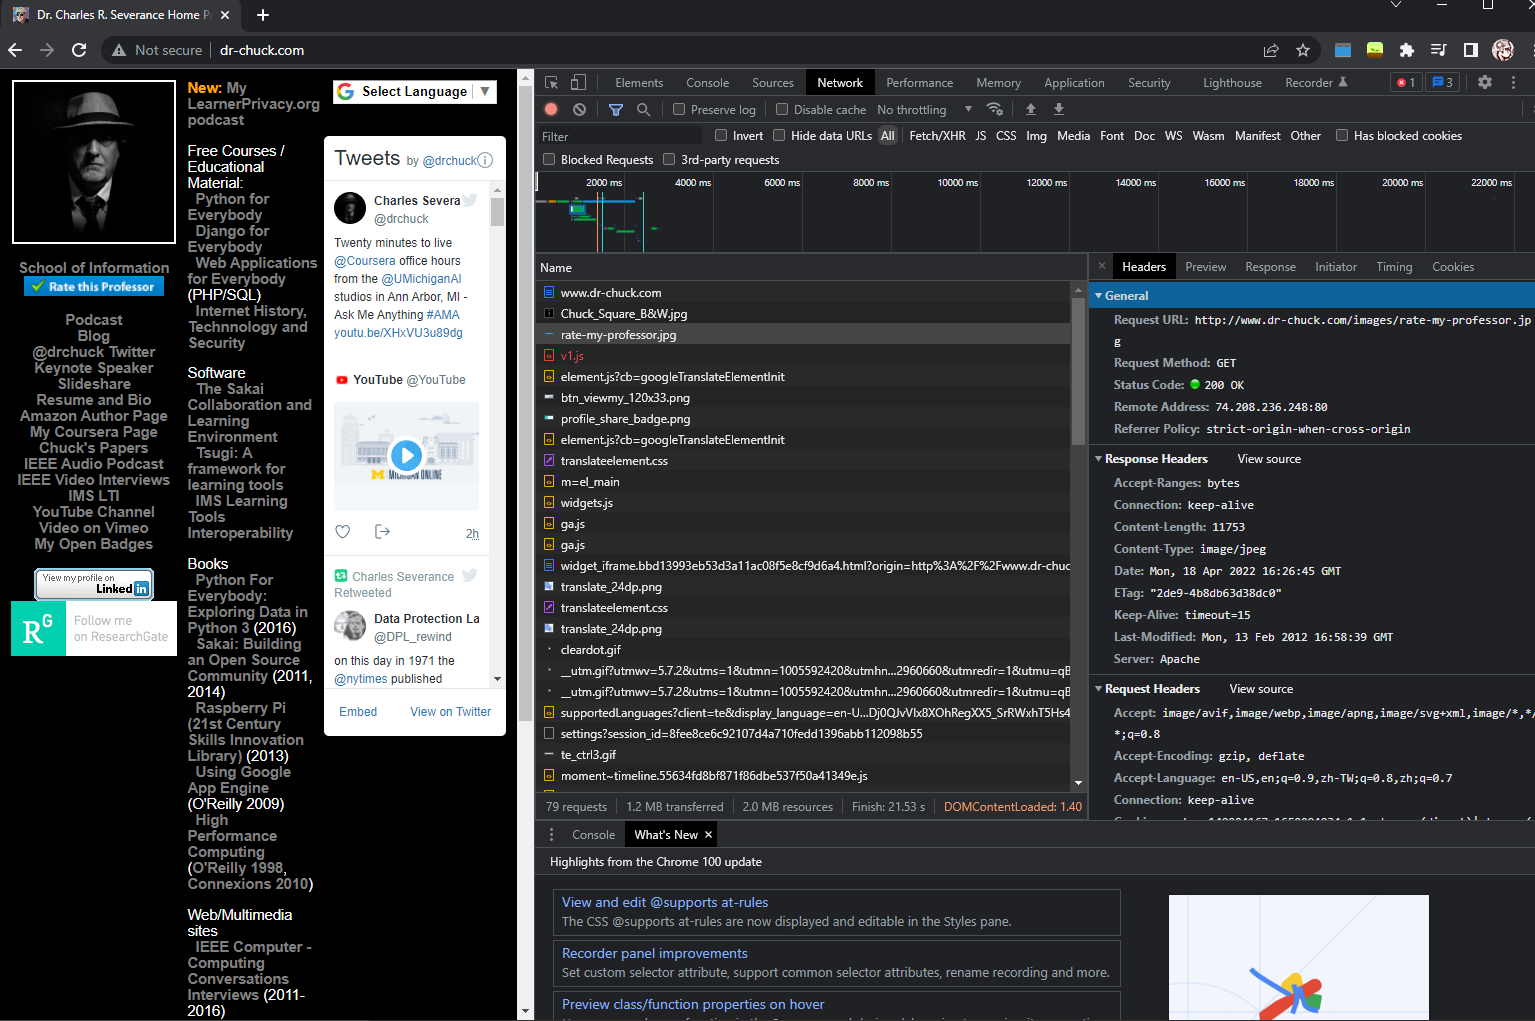 Dr. Charles R. Severance Home P
Not secure
dr-chuck.com
New: My
LearnerPrivacy.org
podcast
Free Courses /
Educational
Material:
Python for
Everybody
Django for
Everybody
Web Applications
for Everybody
(PHP/SQL)
Internet History,
Technnology and
Security
Software
The Sakai
Collaboration and
Learning
Environment
Tsugi: A
framework for
learning tools
IMS Learning
Tools
Interoperability
Books
Python For
Everybody:
Exploring Data in
Python 3 (2016)
Sakai: Building
an Open Source
Community (2011,
2014)
Raspberry Pi
(21st Century
Skills Innovation
Library) (2013)
Using Google
App Engine
(O'Reilly 2009)
High
Performance
Computing
(O'Reilly 1998,
Connexions 2010)
Web/Multimedia
sites
IEEE Computer -
Computing
Conversations
Interviews (2011-
2016)
School of Information
Rate this Professor
Podcast
Blog
@drchuck Twitter
Keynote Speaker
Slideshare
Resume and Bio
Amazon Author Page
My Coursera Page
Chuck's Papers
IEEE Audio Podcast
IEEE Video Interviews
IMS LTI
YouTube Channel
Video on Vimeo
My Open Badges
View my profile on
Linked in
RG
Follow me
on ResearchGate
Select Language ▼
Tweets by @drchuck
Charles Severa
@drchuck
Twenty minutes to live
@Coursera office hours
from the @UMichiganAI
studios in Ann Arbor, MI -
Ask Me Anything #AMA
youtu.be/XHxVU3u89dg
YouTube @YouTube
M MICHIGAN ONLINE
2h
Charles Severance
Retweeted
Data Protection La
@DPL_rewind
on this day in 1971 the
@nytimes published
Embed View on Twitter
Elements Console Sources Network Performance Memory Application Security Lighthouse Recorder 1 3
Preserve log Disable cache No throttling
Filter Invert Hide data URLs All Fetch/XHR JS CSS Img Media Font Doc WS Wasm Manifest Other Has blocked cookies
Blocked Requests 3rd-party requests
2000 ms 4000 ms 6000 ms 8000 ms 10000 ms 12000 ms 14000 ms 16000 ms 18000 ms 20000 ms 22000 ms
Name
www.dr-chuck.com
Chuck_Square_B&W.jpg
rate-my-professor.jpg
v1.js
element.js?cb=googleTranslateElementInit
btn_viewmy_120x33.png
profile_share_badge.png
element.js?cb=googleTranslateElementInit
translateelement.css
m=el_main
widgets.js
ga.js
ga.js
widget_iframe.bbd13993eb53d3a11ac08f5e8cf9d6a4.html?origin=http%3A%2F%2Fwww.dr-chuc
translate_24dp.png
translateelement.css
translate_24dp.png
cleardot.gif
__utm.gif?utmwv=5.7.2&utms=1&utmn=1005592420&utmhn...2960660&utmredir=1&utmu=qB
__utm.gif?utmwv=5.7.2&utms=1&utmn=1005592420&utmhn...2960660&utmredir=1&utmu=qB
supportedLanguages?client=te&display_language=en-U...Dj0QJvVlx8XOhRegXX5_SrRWxhT5Hs4
settings?session_id=8fee8ce6c92107d4a710fedd1396abb112098b55
te_ctrl3.gif
moment~timeline.55634fd8bf871f86dbe537f50a41349e.js
79 requests 1.2 MB transferred 2.0 MB resources Finish: 21.53 s DOMContentLoaded: 1.40
Headers Preview Response Initiator Timing Cookies
General
Request URL: http://www.dr-chuck.com/images/rate-my-professor.jp
g
Request Method: GET
Status Code: 200 OK
Remote Address: 74.208.236.248:80
Referrer Policy: strict-origin-when-cross-origin
Response Headers View source
Accept-Ranges: bytes
Connection: keep-alive
Content-Length: 11753
Content-Type: image/jpeg
Date: Mon, 18 Apr 2022 16:26:45 GMT
ETag: "2de9-4b8db63d38dc0"
Keep-Alive: timeout=15
Last-Modified: Mon, 13 Feb 2012 16:58:39 GMT
Server: Apache
Request Headers View source
Accept: image/avif,image/webp,image/apng,image/svg+xml,image/*,*/
*;q=0.8
Accept-Encoding: gzip, deflate
Accept-Language: en-US,en;q=0.9,zh-TW;q=0.8,zh;q=0.7
Connection: keep-alive
Console What's New
Highlights from the Chrome 100 update
View and edit @supports at-rules
The CSS @supports at-rules are now displayed and editable in the Styles pane.
Recorder panel improvements
Set custom selector attribute, support common selector attributes, rename recording and more.
Preview class/function properties on hover